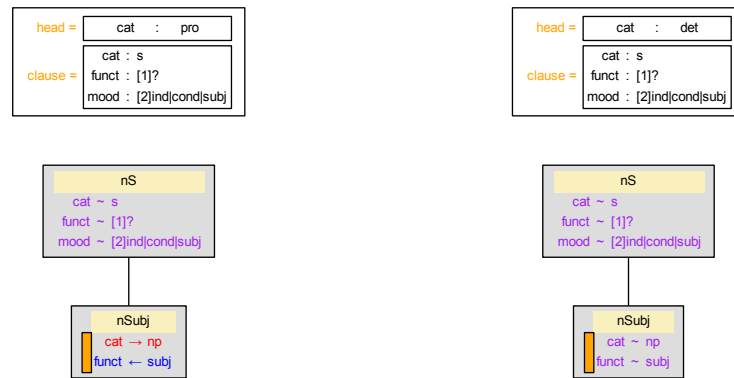 head = cat : pro
clause = cat : s
funct : [1]?
mood : [2]ind|cond|subj
nS
cat ~ s
funct ~ [1]?
mood ~ [2]ind|cond|subj
nSubj
cat → np
funct ← subj
head = cat : det
clause = cat : s
funct : [1]?
mood : [2]ind|cond|subj
nS
cat ~ s
funct ~ [1]?
mood ~ [2]ind|cond|subj
nSubj
cat ~ np
funct ~ subj